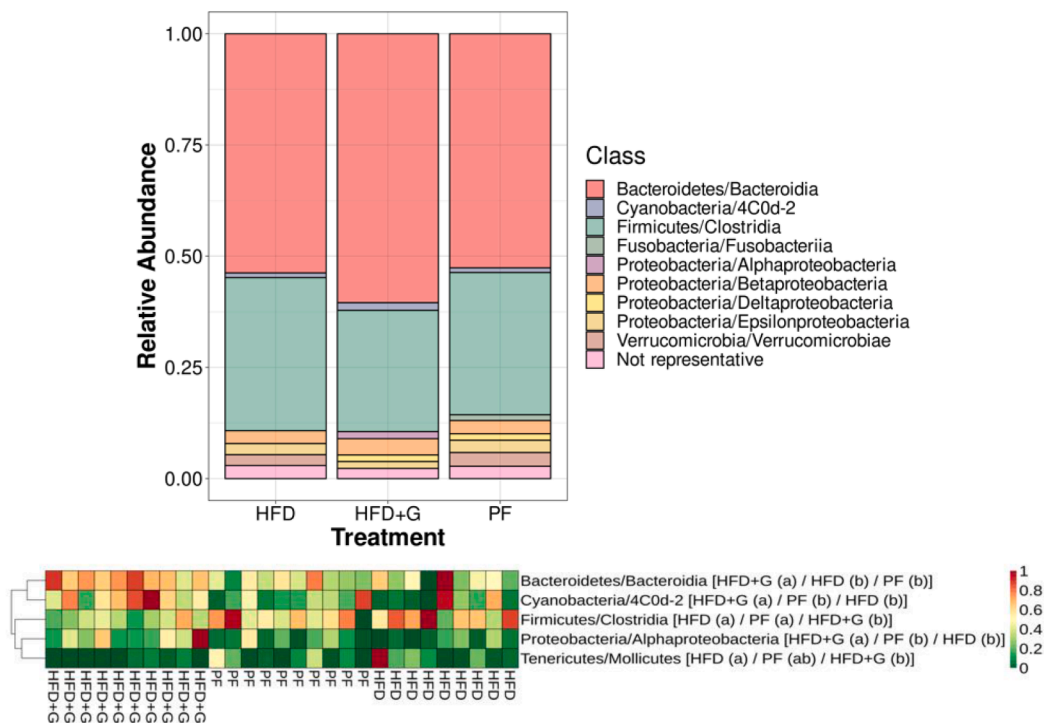 1.00
0.75
0.50
0.25
0.00
Relative Abundance
HFD HFD+G PF
Treatment
Class
Bacteroidetes/Bacteroidia
Cyanobacteria/4C0d-2
Firmicutes/Clostridia
Fusobacteria/Fusobacteriia
Proteobacteria/Alphaproteobacteria
Proteobacteria/Betaproteobacteria
Proteobacteria/Deltaproteobacteria
Proteobacteria/Epsilonproteobacteria
Verrucomicrobia/Verrucomicrobiae
Not representative
Bacteroidetes/Bacteroidia [HFD+G (a) / HFD (b) / PF (b)]
Cyanobacteria/4C0d-2 [HFD+G (a) / PF (b) / HFD (b)]
Firmicutes/Clostridia [HFD (a) / PF (a) / HFD+G (b)]
Proteobacteria/Alphaproteobacteria [HFD+G (a) / PF (b) / HFD (b)]
Tenericutes/Mollicutes [HFD (a) / PF (ab) / HFD+G (b)]
HFD+G HFD+G HFD+G HFD+G HFD+G HFD+G HFD+G HFD+G HFD+G HFD+G PF PF PF PF PF PF PF PF PF PF HFD HFD HFD HFD HFD HFD HFD HFD HFD
1
0.8
0.6
0.4
0.2
0